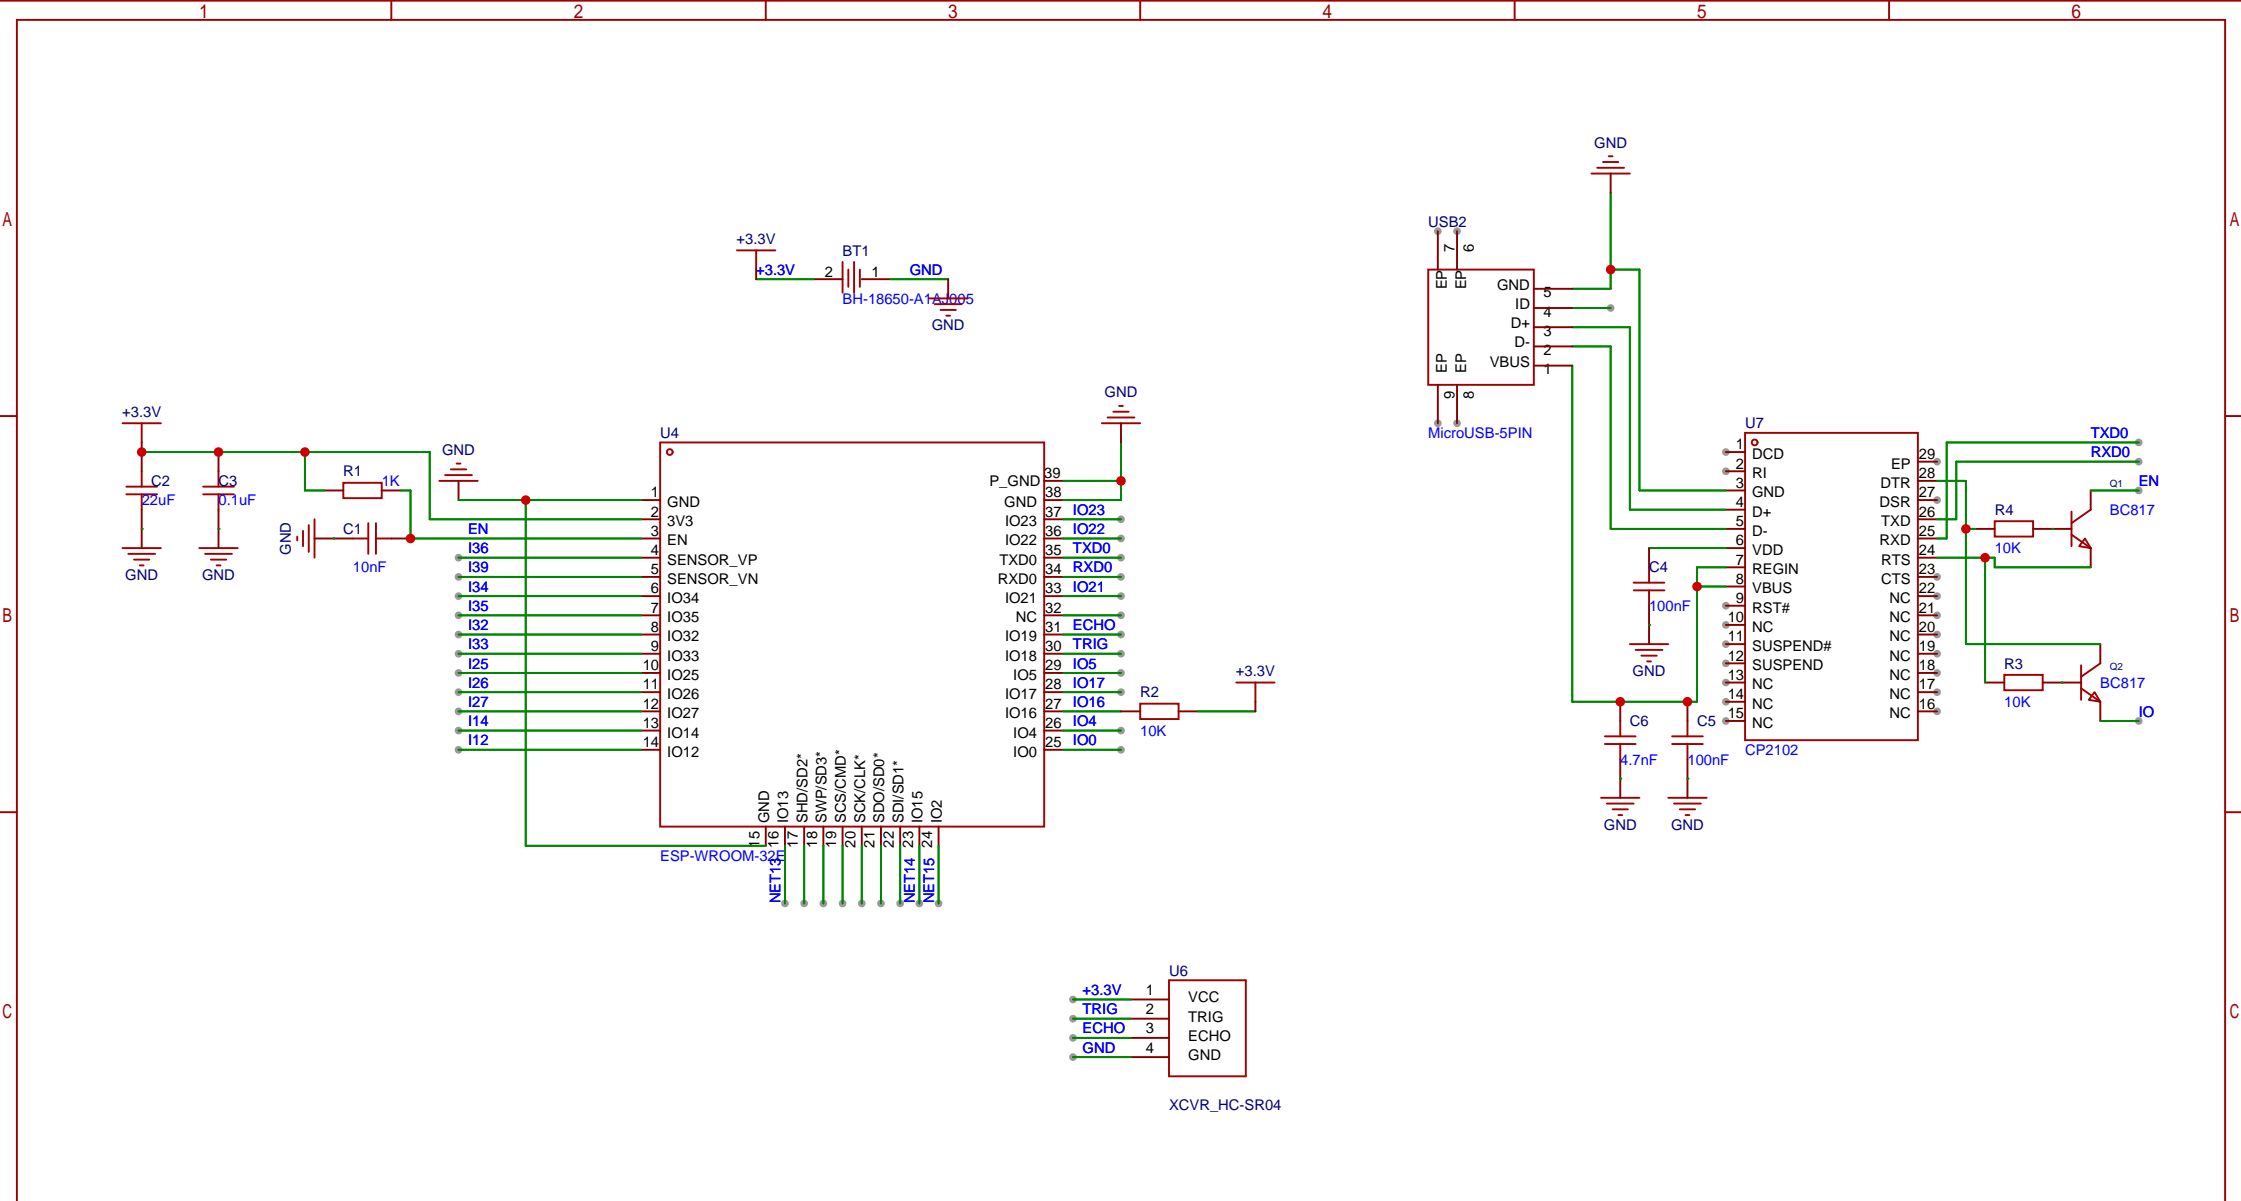 1 2 3 4 5 6
A A
B B
C C
+3.3V
+3.3V
2
BT1
1
GND
BH-18650-A1AJ005
GND
GND
USB2
7
6
EP
EP
GND
5
ID
4
D+
3
D-
2
VBUS
1
EP
EP
9
8
MicroUSB-5PIN
+3.3V
C2
22uF
GND
C3
0.1uF
GND
R1
1K
GND
C1
10nF
GND
EN
I36
I39
I34
I35
I32
I33
I25
I26
I27
I14
I12
U4
1 GND
2 3V3
3 EN
4 SENSOR_VP
5 SENSOR_VN
6 IO34
7 IO35
8 IO32
9 IO33
10 IO25
11 IO26
12 IO27
13 IO14
14 IO12
GND
P_GND 39
GND 38
IO23 37 IO23
IO22 36 IO22
TXD0 35 TXD0
RXD0 34 RXD0
IO21 33 IO21
NC 32
IO19 31 ECHO
IO18 30 TRIG
IO5 29 IO5
IO17 28 IO17
IO16 27 IO16
IO4 26 IO4
IO0 25 IO0
R2
10K
+3.3V
GND 15
IO13 16 NET13
SHD/SD2* 17
SWP/SD3* 18
SCS/CMD* 19
SCK/CLK* 20
SDO/SD0* 21
SDI/SD1* 22
IO15 23 NET14
IO2 24 NET15
ESP-WROOM-32E
U7
1 DCD
2 RI
3 GND
4 D+
5 D-
6 VDD
7 REGIN
8 VBUS
9 RST#
10 NC
11 SUSPEND#
12 SUSPEND
13 NC
14 NC
15 NC
EP 29
DTR 28
DSR 27
TXD 26
RXD 25
RTS 24
CTS 23
NC 22
NC 21
NC 20
NC 19
NC 18
NC 17
NC 16
CP2102
C4
100nF
GND
C6
4.7nF
GND
C5
100nF
GND
TXD0
RXD0
Q1 EN
BC817
R4
10K
R3
10K
Q2
BC817
IO
U6
+3.3V 1 VCC
TRIG 2 TRIG
ECHO 3 ECHO
GND 4 GND
XCVR_HC-SR04